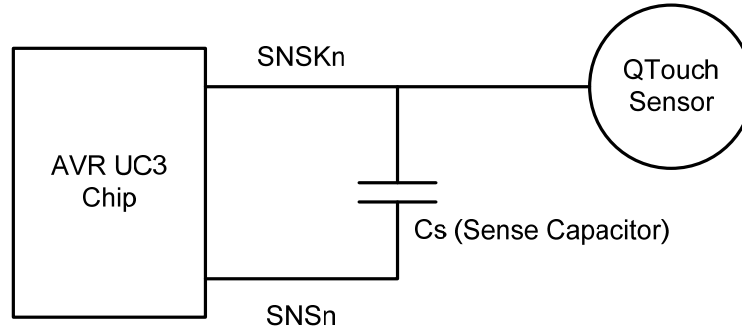 SNSKn
QTouch
Sensor
AVR UC3
Chip
Cs (Sense Capacitor)
SNSn